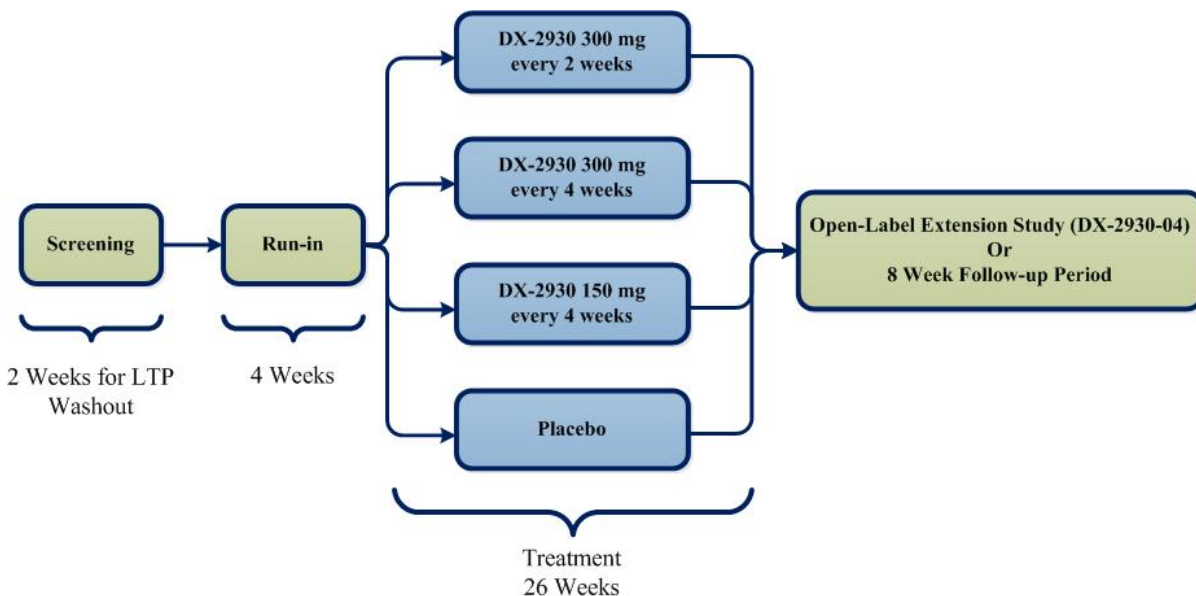 Screening
2 Weeks for LTP
Washout
Run-in
4 Weeks
DX-2930 300 mg
every 2 weeks
DX-2930 300 mg
every 4 weeks
DX-2930 150 mg
every 4 weeks
Placebo
Treatment
26 Weeks
Open-Label Extension Study (DX-2930-04)
Or
8 Week Follow-up Period